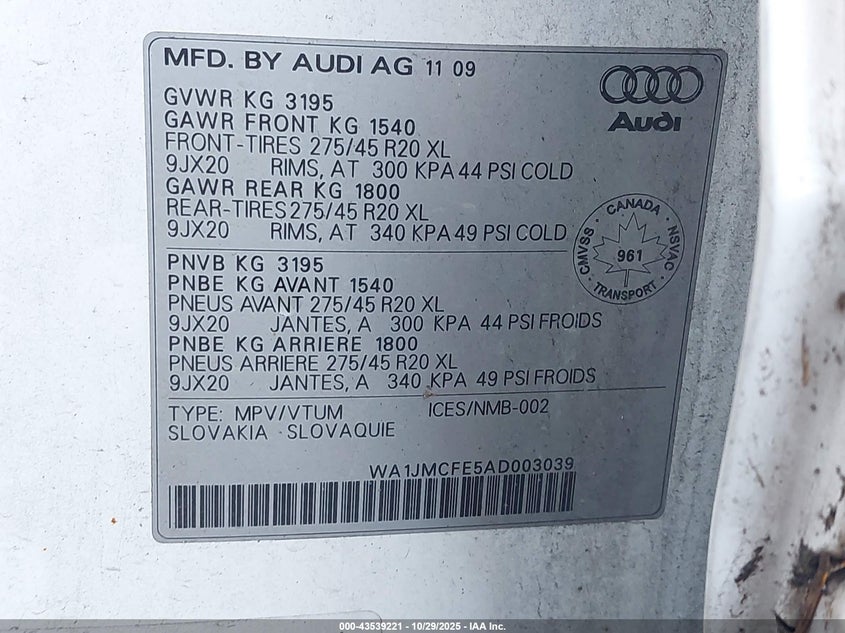 MFD. BY AUDI AG 11 09
Audi
GVWR KG 3195
GAWR FRONT KG 1540
FRONT-TIRES 275/45 R20 XL
9JX20 RIMS, AT 300 KPA 44 PSI COLD
GAWR REAR KG 1800
REAR-TIRES 275/45 R20 XL
9JX20 RIMS, AT 340 KPA 49 PSI COLD
CMVSS · CANADA · NSVAC · TRANSPORT ·
961
PNVB KG 3195
PNBE KG AVANT 1540
PNEUS AVANT 275/45 R20 XL
9JX20 JANTES, A 300 KPA 44 PSI FROIDS
PNBE KG ARRIERE 1800
PNEUS ARRIERE 275/45 R20 XL
9JX20 JANTES, A 340 KPA 49 PSI FROIDS
TYPE: MPV/VTUM ICES/NMB-002
SLOVAKIA · SLOVAQUIE
WA1JMCFE5AD003039
000-43539221 - 10/29/2025 - IAA Inc.